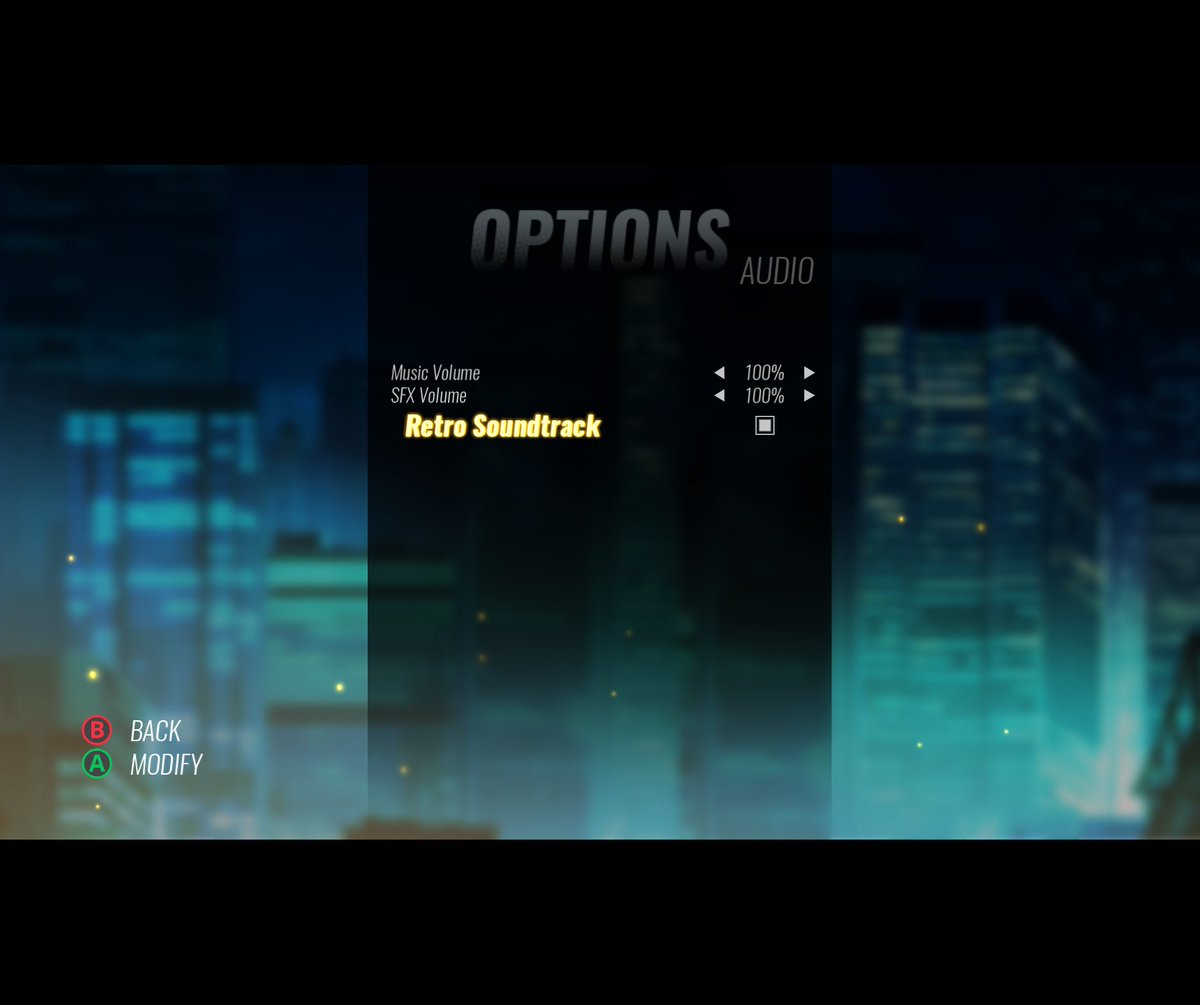 OPTIONS
AUDIO
Music Volume 100%
SFX Volume 100%
Retro Soundtrack
B BACK
A MODIFY